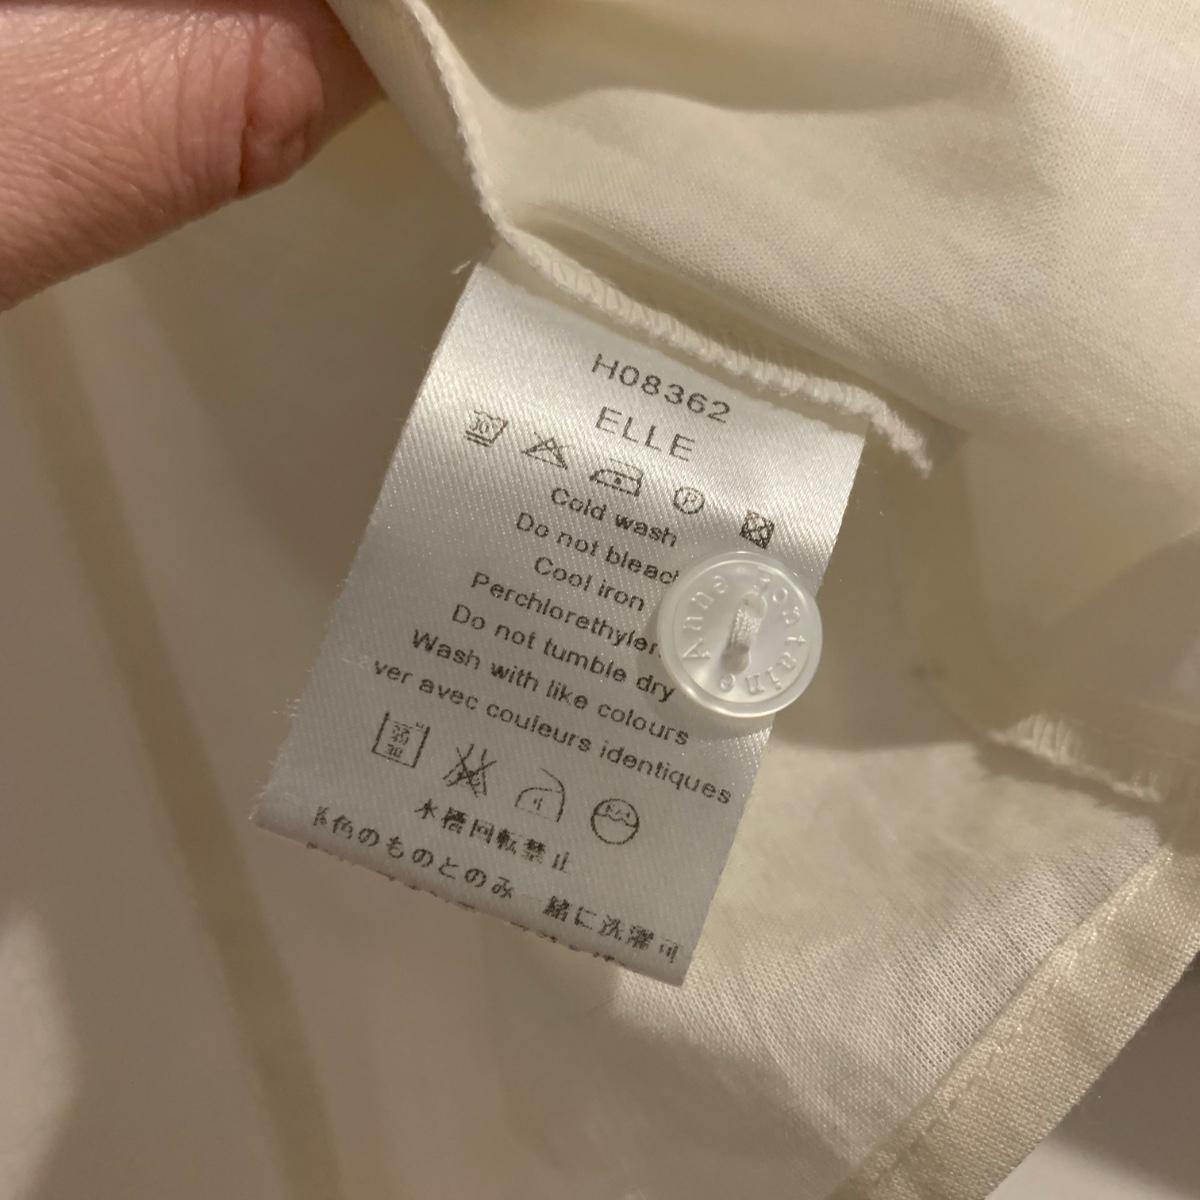 H08362
ELLE
P
Cold wash
Do not bleac
Cool iron
Perchlorethyle
Do not tumble dry
Wash with like colours
ver avec couleurs identiques
水槽回転禁止
色のものとのみ 緒に洗濯可
Anne Fontaine